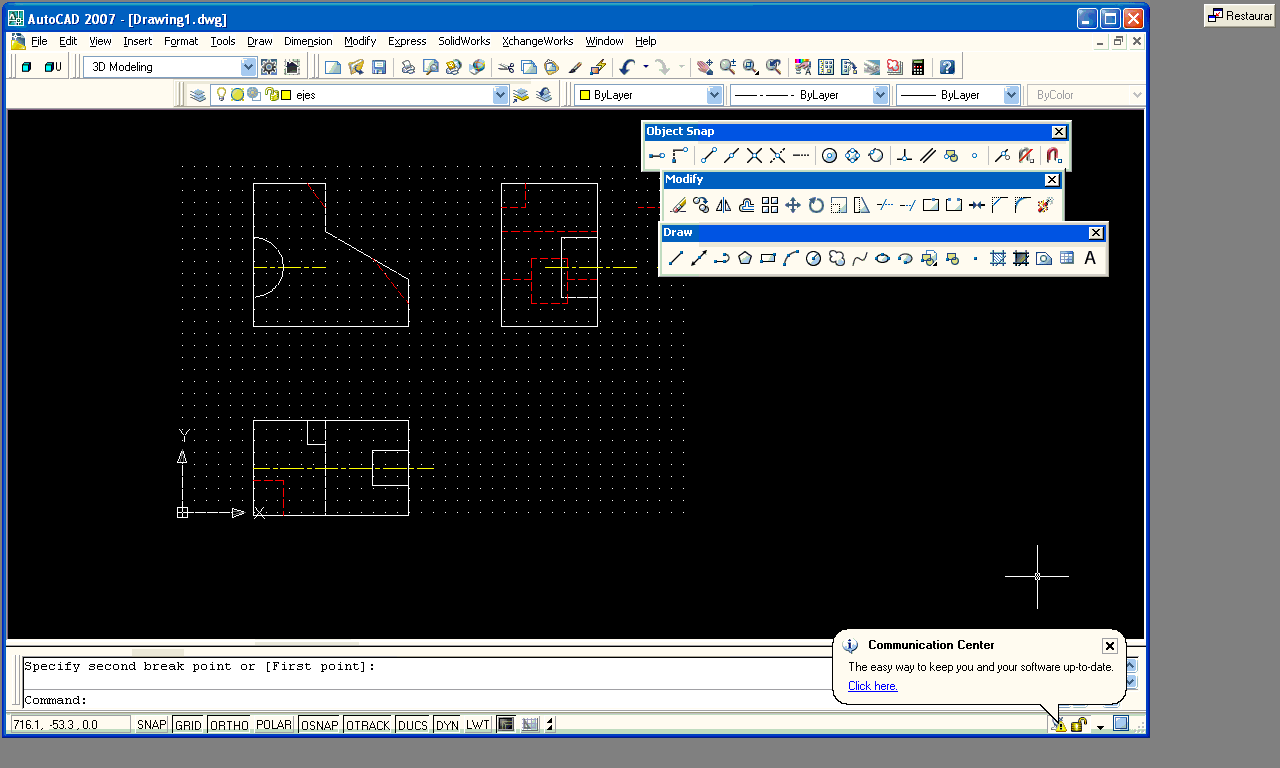 AutoCAD 2007 - [Drawing1.dwg]
Restaurar
File Edit View Insert Format Tools Draw Dimension Modify Express SolidWorks XchangeWorks Window Help
U 3D Modeling
ejes ByLayer ByLayer ByLayer ByColor
Object Snap
Modify
Draw
A
Y
X
Communication Center
The easy way to keep you and your software up-to-date.
Click here.
Specify second break point or [First point]:
Command:
716.1, -53.3 , 0.0 SNAP GRID ORTHO POLAR OSNAP OTRACK DUCS DYN LWT